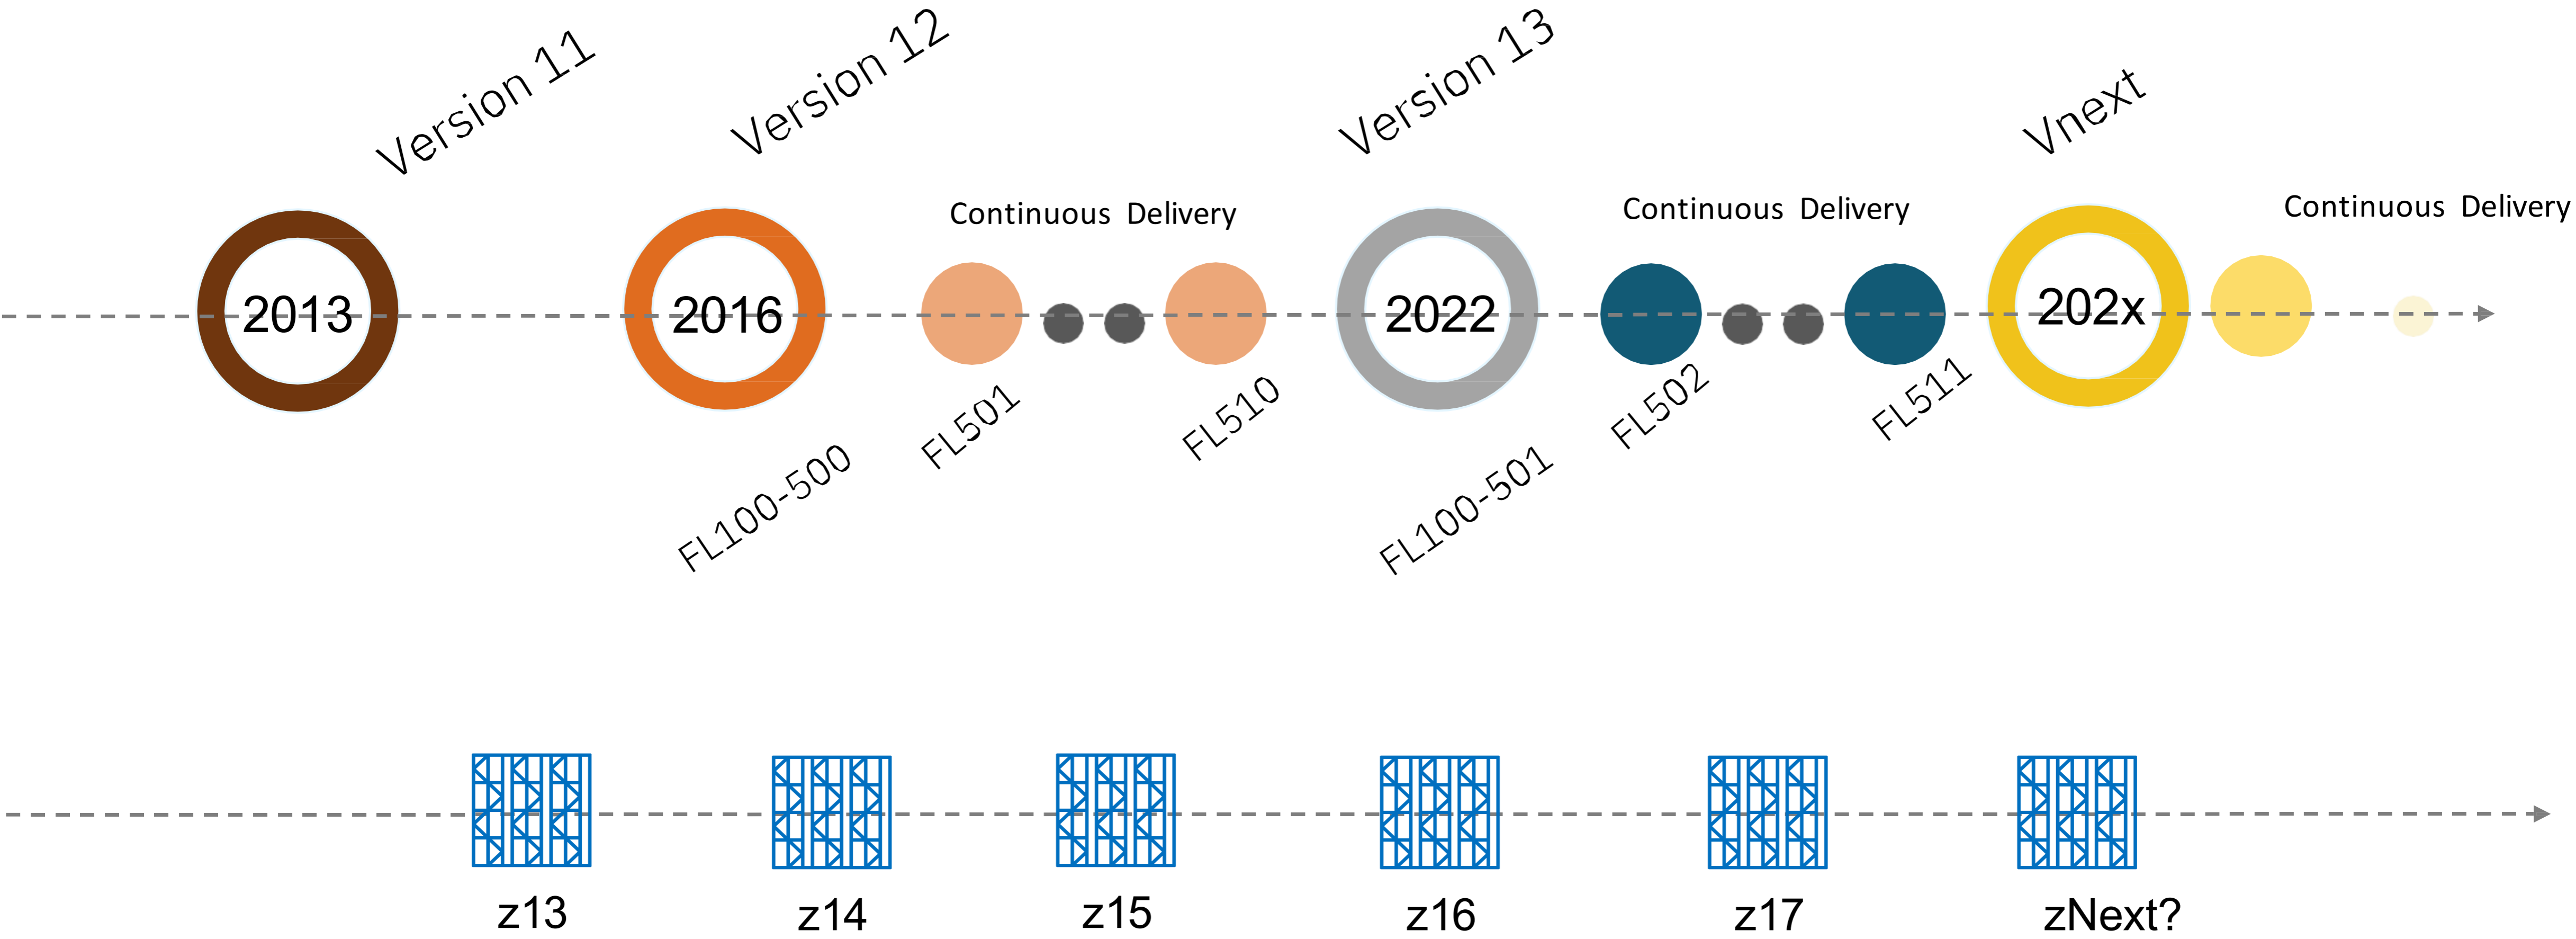 Version 11
Version 12
Version 13
Vnext
Continuous Delivery
Continuous Delivery
Continuous Delivery
2013
2016
2022
202x
FL501
FL510
FL502
FL511
FL100-500
FL100-501
z13
z14
z15
z16
z17
zNext?